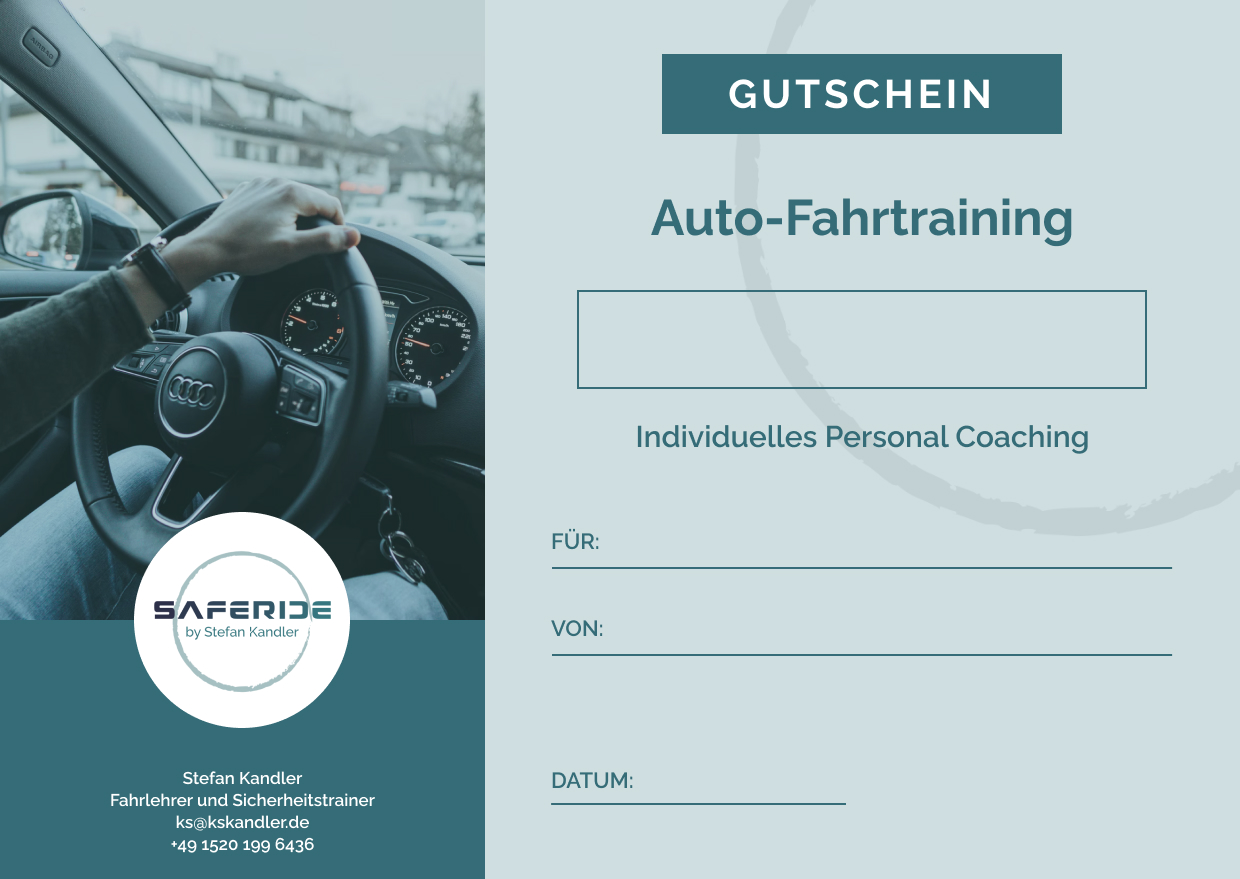 GUTSCHEIN
Auto-Fahrtraining
Individuelles Personal Coaching
FÜR:
VON:
DATUM:
SAFERIDE
by Stefan Kandler
Stefan Kandler
Fahrlehrer und Sicherheitstrainer
ks@kskandler.de
+49 1520 199 6436